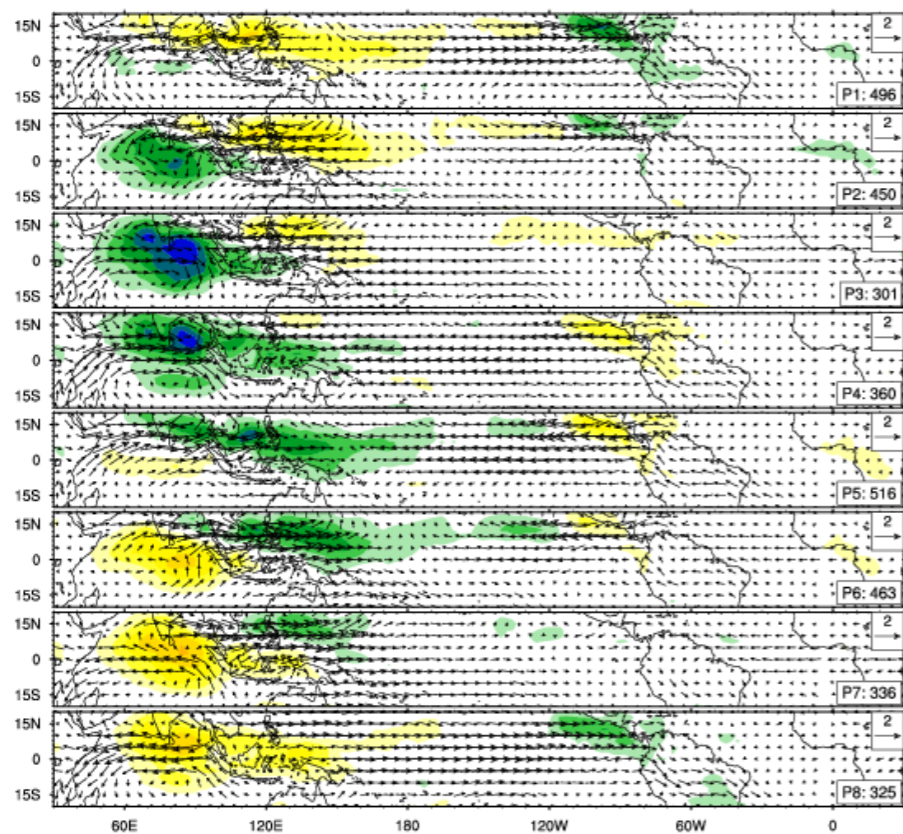 15N 2
0
15S P1: 496
15N 2
0
15S P2: 450
15N 2
0
15S P3: 301
15N 2
0
15S P4: 360
15N 2
0
15S P5: 516
15N 2
0
15S P6: 463
15N 2
0
15S P7: 336
15N 2
0
15S P8: 325
60E 120E 180 120W 60W 0